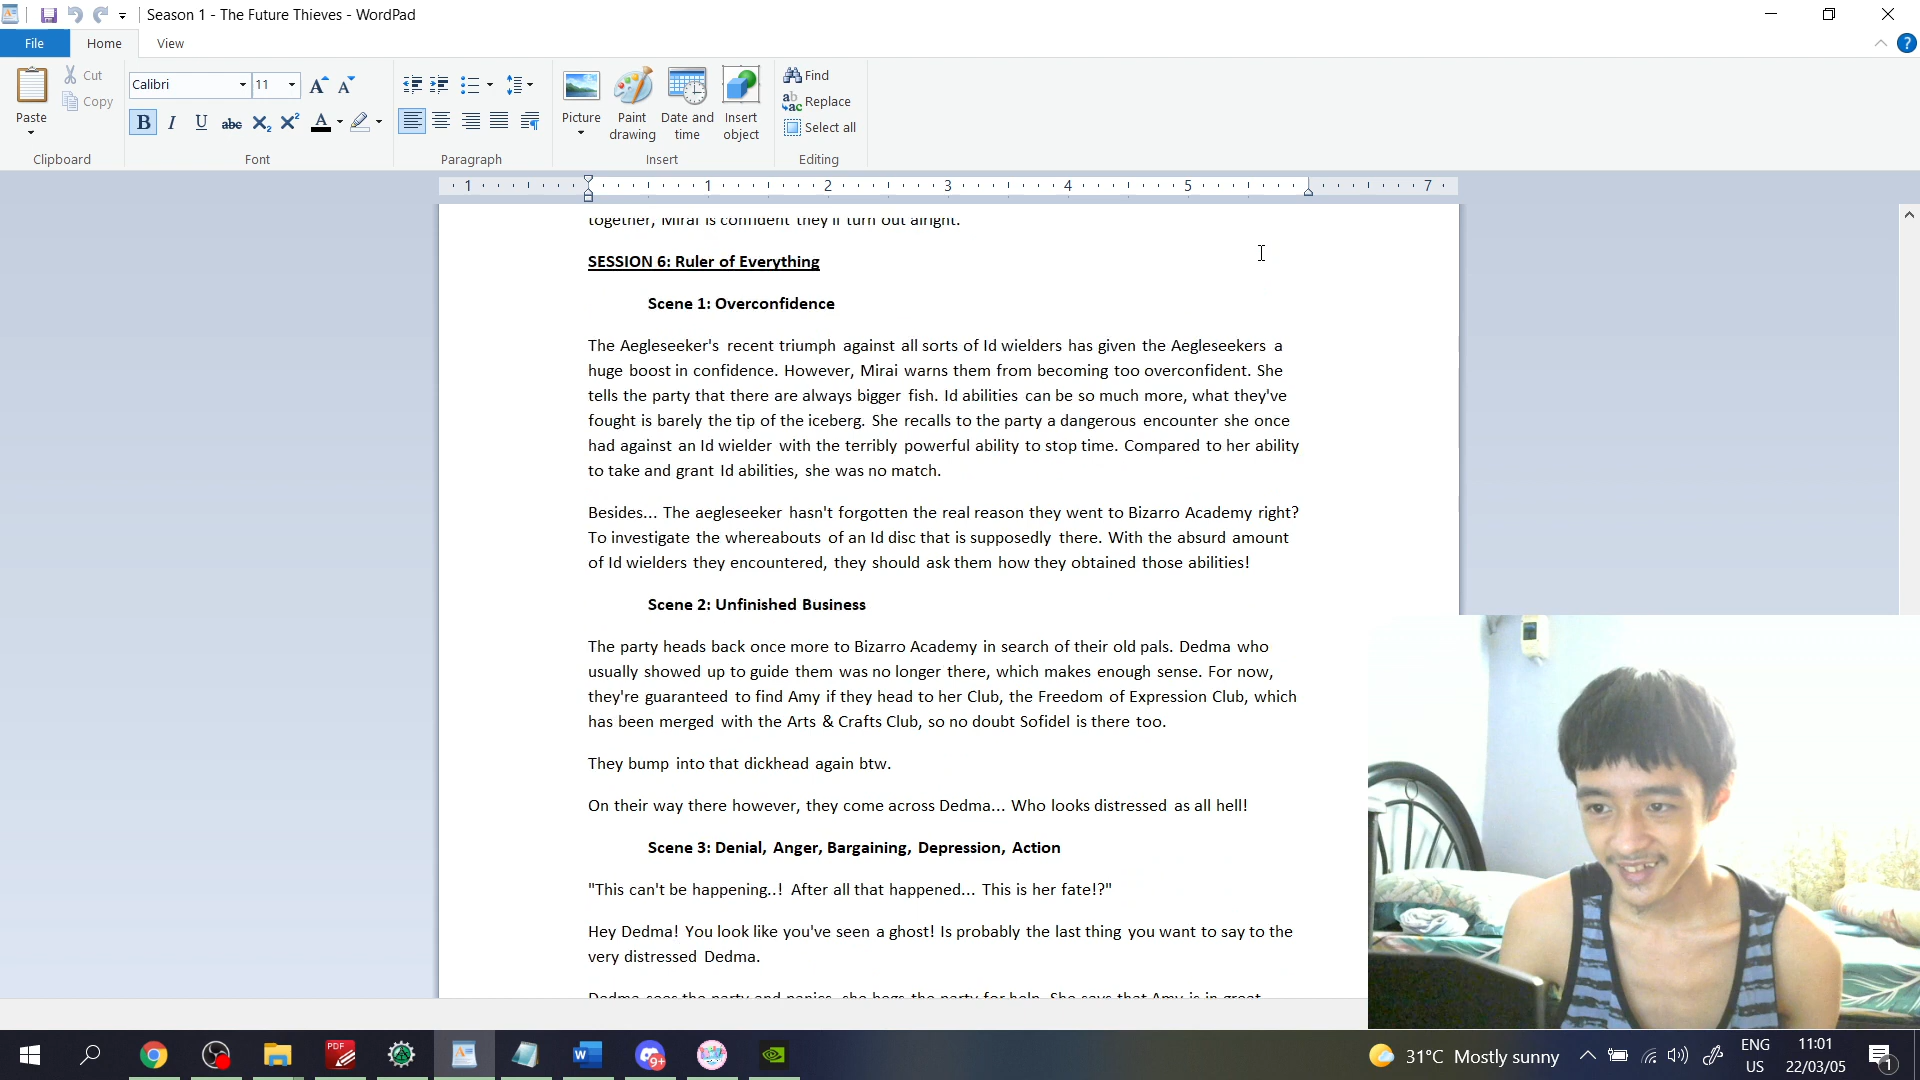 Season 1 - The Future Thieves - WordPad
File Home View
Paste
Cut
Copy
Clipboard
Calibri 11
B I U abc X₂ X² A
Font
Paragraph
Picture
Paint drawing
Date and time
Insert object
Insert
Find
Replace
Select all
Editing
1 1 2 3 4 5 7
together, Mirai is confident they'll turn out alright.
SESSION 6: Ruler of Everything
Scene 1: Overconfidence
The Aegleseeker's recent triumph against all sorts of Id wielders has given the Aegleseekers a
huge boost in confidence. However, Mirai warns them from becoming too overconfident. She
tells the party that there are always bigger fish. Id abilities can be so much more, what they've
fought is barely the tip of the iceberg. She recalls to the party a dangerous encounter she once
had against an Id wielder with the terribly powerful ability to stop time. Compared to her ability
to take and grant Id abilities, she was no match.
Besides... The aegleseeker hasn't forgotten the real reason they went to Bizarro Academy right?
To investigate the whereabouts of an Id disc that is supposedly there. With the absurd amount
of Id wielders they encountered, they should ask them how they obtained those abilities!
Scene 2: Unfinished Business
The party heads back once more to Bizarro Academy in search of their old pals. Dedma who
usually showed up to guide them was no longer there, which makes enough sense. For now,
they're guaranteed to find Amy if they head to her Club, the Freedom of Expression Club, which
has been merged with the Arts & Crafts Club, so no doubt Sofidel is there too.
They bump into that dickhead again btw.
On their way there however, they come across Dedma... Who looks distressed as all hell!
Scene 3: Denial, Anger, Bargaining, Depression, Action
"This can't be happening..! After all that happened... This is her fate!?"
Hey Dedma! You look like you've seen a ghost! Is probably the last thing you want to say to the
very distressed Dedma.
Dedma sees the party and panics, she begs the party for help. She says that Amy is in great
PDF
W
9+
31°C Mostly sunny
ENG
US
11:01
22/03/05
1